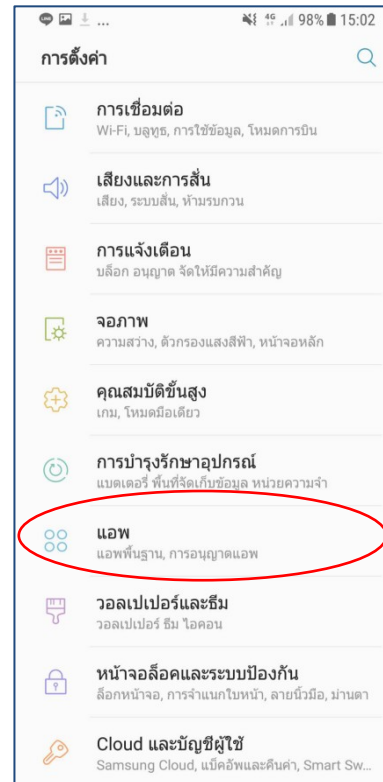 ... 4G 98% 15:02
การตั้งค่า
การเชื่อมต่อ
Wi-Fi, บลูทูธ, การใช้ข้อมูล, โหมดการบิน
เสียงและการสั่น
เสียง, ระบบสั่น, ห้ามรบกวน
การแจ้งเตือน
บล็อก อนุญาต จัดให้มีความสำคัญ
จอภาพ
ความสว่าง, ตัวกรองแสงสีฟ้า, หน้าจอหลัก
คุณสมบัติขั้นสูง
เกม, โหมดมือเดียว
การบำรุงรักษาอุปกรณ์
แบตเตอรี่ พื้นที่จัดเก็บข้อมูล หน่วยความจำ
แอพ
แอพพื้นฐาน, การอนุญาตแอพ
วอลเปเปอร์และธีม
วอลเปเปอร์ ธีม ไอคอน
หน้าจอล็อคและระบบป้องกัน
ล็อกหน้าจอ, การจำแนกใบหน้า, ลายนิ้วมือ, ม่านตา
Cloud และบัญชีผู้ใช้
Samsung Cloud, แบ็คอัพและคืนค่า, Smart Sw...